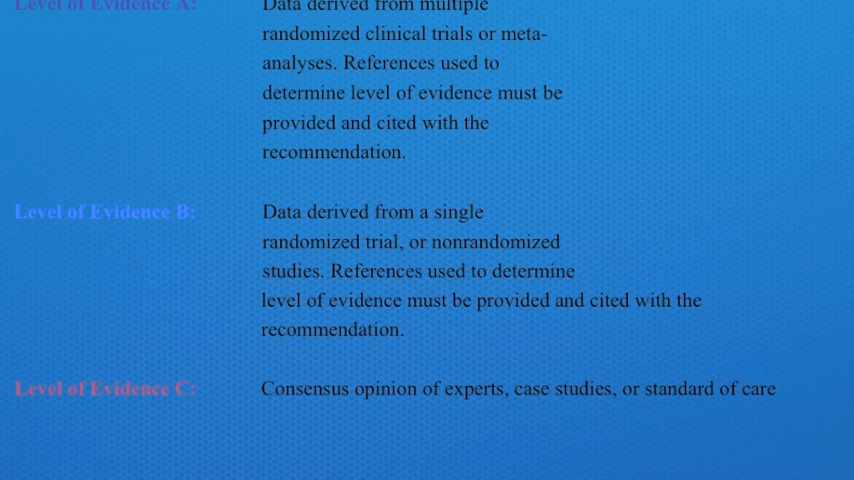 Level of Evidence A: Data derived from multiple
randomized clinical trials or meta-
analyses. References used to
determine level of evidence must be
provided and cited with the
recommendation.
Level of Evidence B: Data derived from a single
randomized trial, or nonrandomized
studies. References used to determine
level of evidence must be provided and cited with the
recommendation.
Level of Evidence C: Consensus opinion of experts, case studies, or standard of care